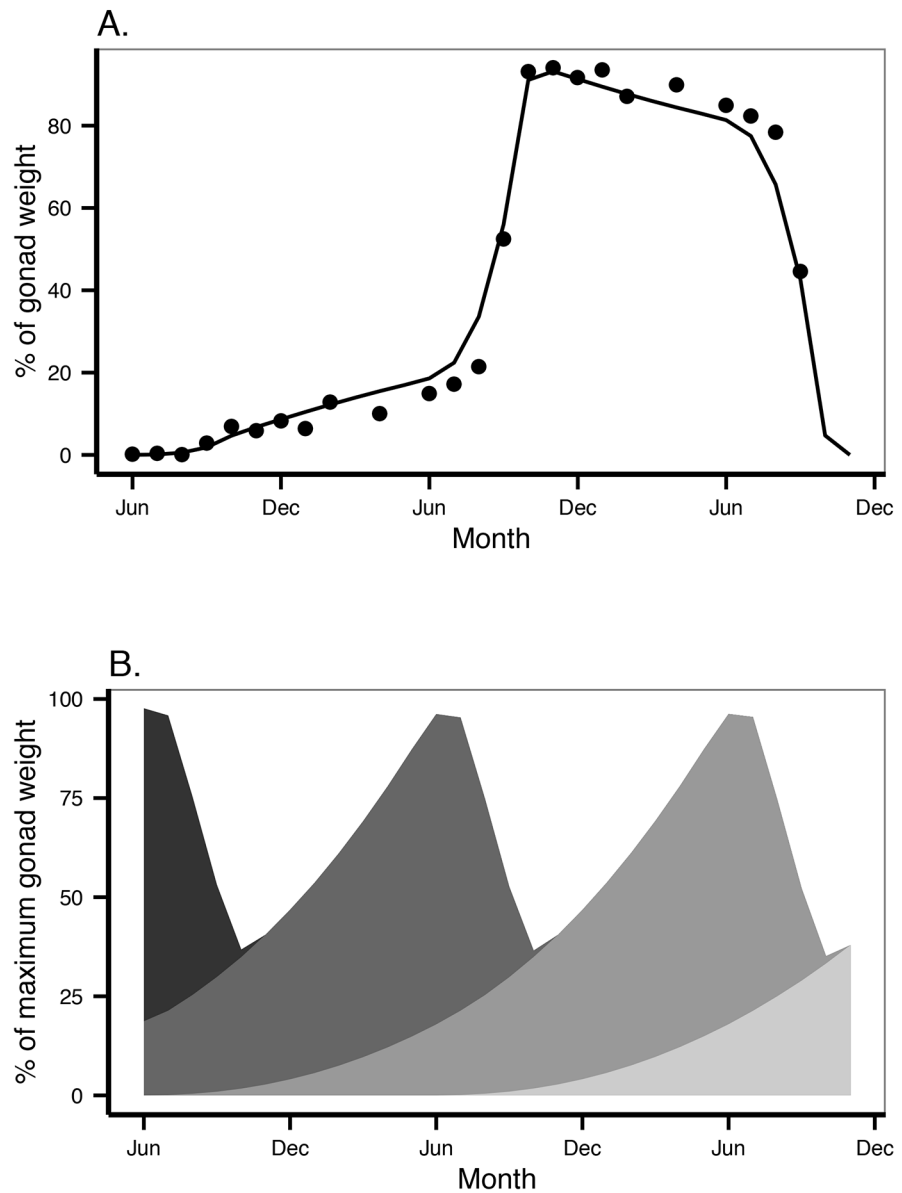 A.
% of gonad weight
80
60
40
20
0
Jun Dec Jun Dec Jun Dec
Month
B.
% of maximum gonad weight
100
75
50
25
0
Jun Dec Jun Dec Jun Dec
Month